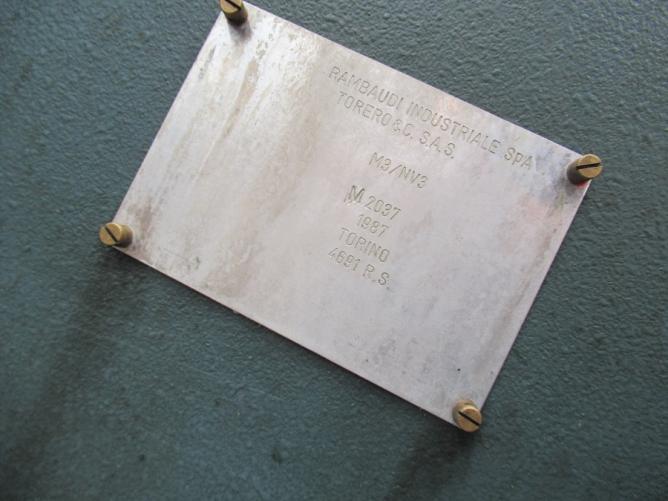 RAMBAUDI INDUSTRIALE SPA
TORERO & C. S.A.S.
M3/NV3
M 2037
1987
TORINO
4691 R.S.